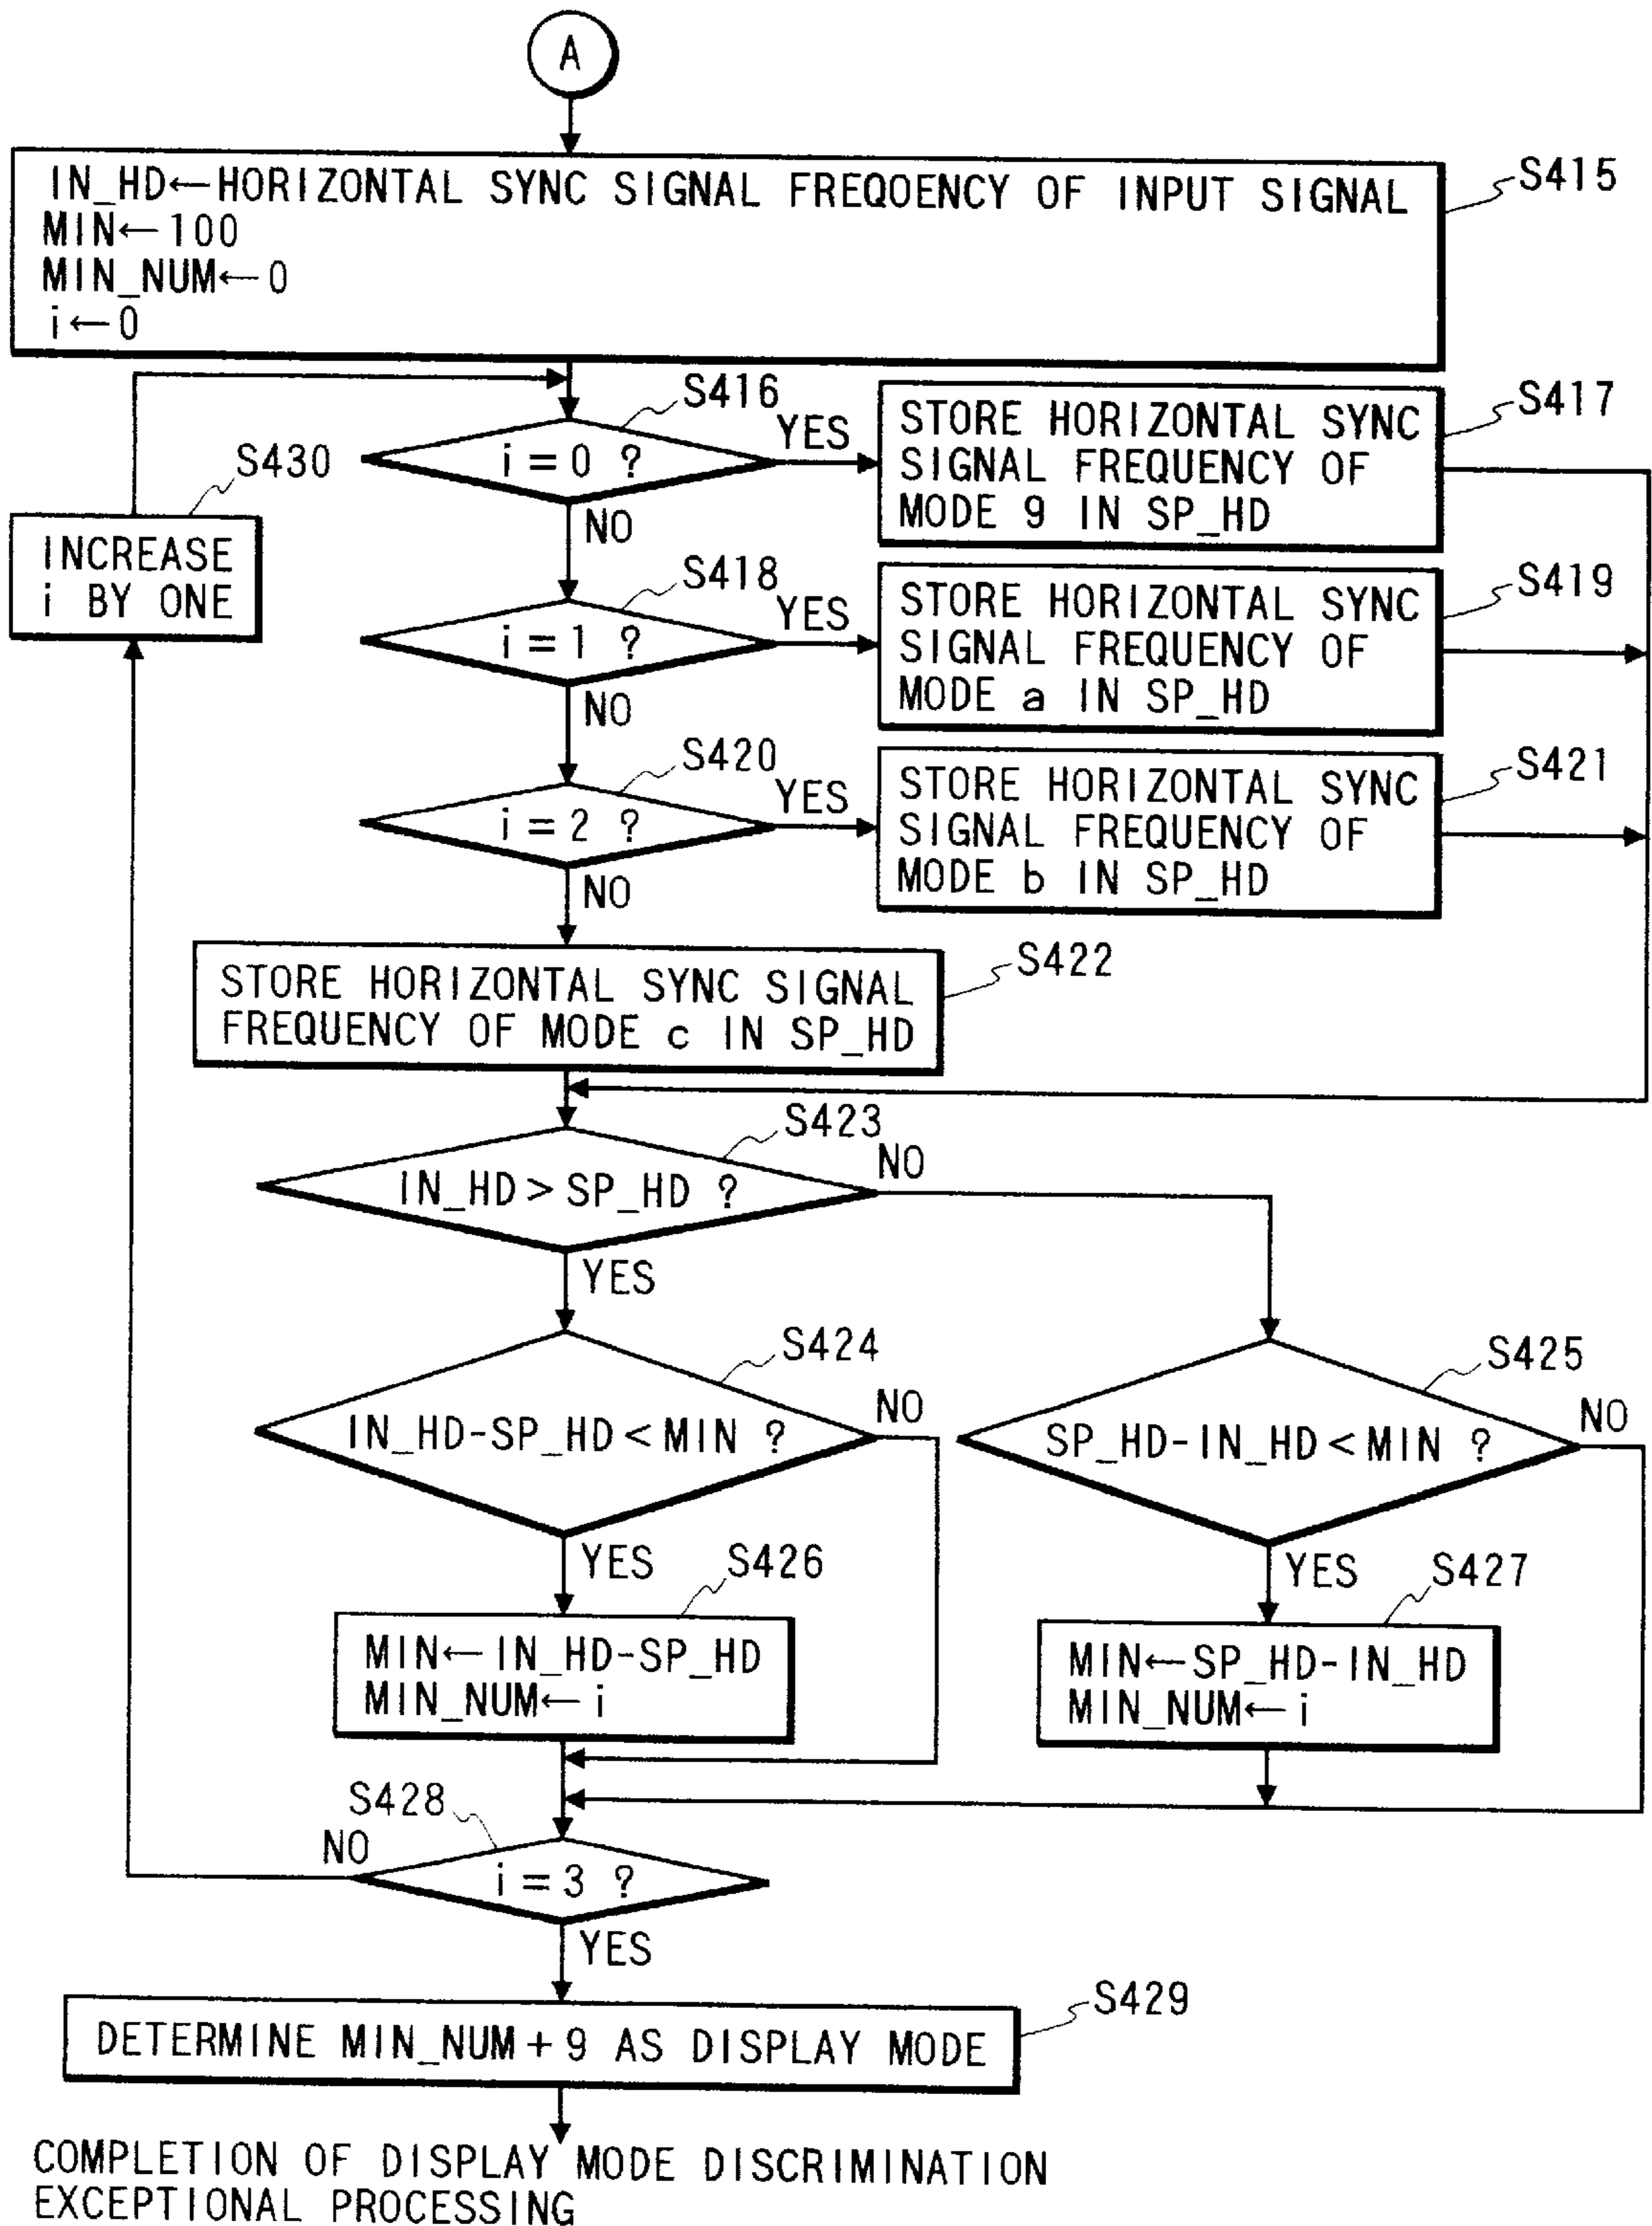 A
IN_HD←HORIZONTAL SYNC SIGNAL FREQOENCY OF INPUT SIGNAL
MIN←100
MIN_NUM←0
i←0
S415
S416
i=0 ?
YES
NO
STORE HORIZONTAL SYNC
SIGNAL FREQUENCY OF
MODE 9 IN SP_HD
S417
S430
INCREASE
i BY ONE
S418
i=1 ?
YES
NO
STORE HORIZONTAL SYNC
SIGNAL FREQUENCY OF
MODE a IN SP_HD
S419
S420
i=2 ?
YES
NO
STORE HORIZONTAL SYNC
SIGNAL FREQUENCY OF
MODE b IN SP_HD
S421
STORE HORIZONTAL SYNC SIGNAL
FREQUENCY OF MODE c IN SP_HD
S422
S423
IN_HD>SP_HD ?
NO
YES
S424
IN_HD-SP_HD<MIN ?
NO
YES
S425
SP_HD-IN_HD<MIN ?
NO
YES
S426
MIN←IN_HD-SP_HD
MIN_NUM←i
S427
MIN←SP_HD-IN_HD
MIN_NUM←i
S428
NO
i=3 ?
YES
S429
DETERMINE MIN_NUM+9 AS DISPLAY MODE
COMPLETION OF DISPLAY MODE DISCRIMINATION
EXCEPTIONAL PROCESSING